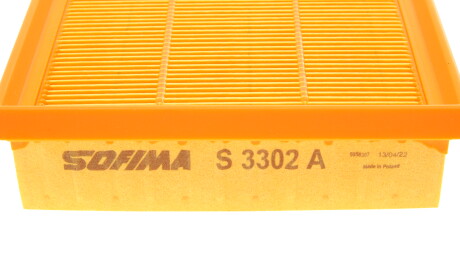 SOFIMA S 3302 A 13/04/22
Made in Poland